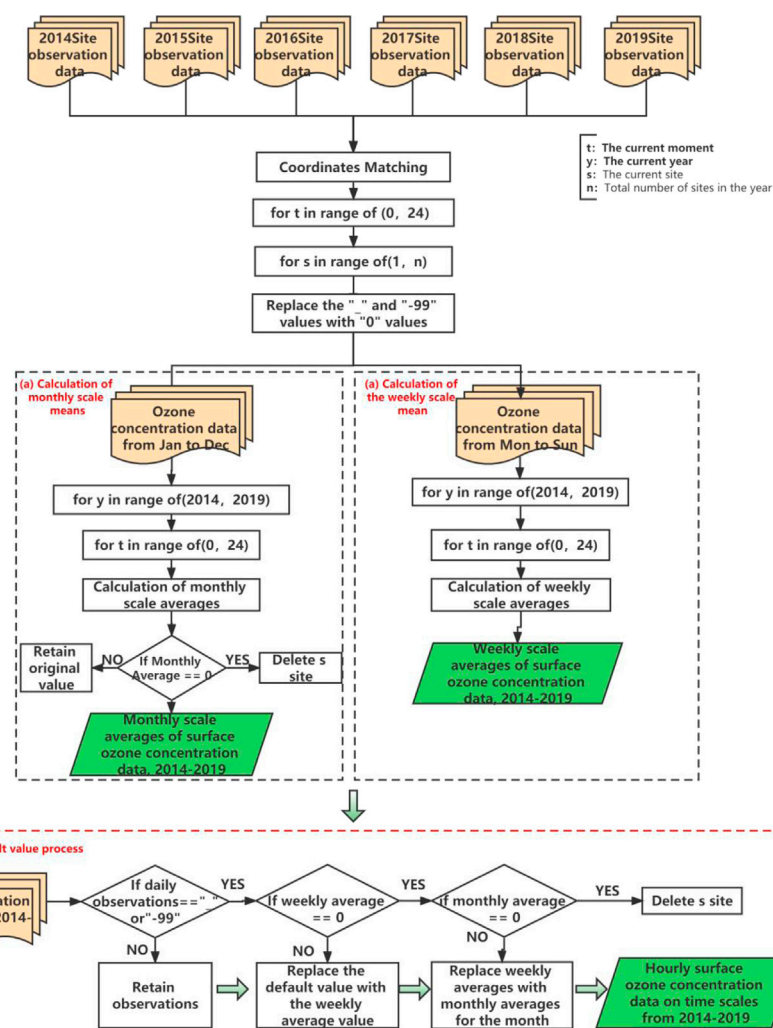 2014Site
observation
data
2015Site
observation
data
2016Site
observation
data
2017Site
observation
data
2018Site
observation
data
2019Site
observation
data
t: The current moment
y: The current year
s: The current site
n: Total number of sites in the year
Coordinates Matching
for t in range of (0, 24)
for s in range of(1, n)
Replace the "_" and "-99"
values with "0" values
(a) Calculation of
monthly scale
means
Ozone
concentration data
from Jan to Dec
for y in range of(2014, 2019)
for t in range of(0, 24)
Calculation of monthly
scale averages
If Monthly
Average == 0
NO
YES
Retain
original
value
Delete s
site
Monthly scale
averages of surface
ozone concentration
data, 2014-2019
(a) Calculation of
the weekly scale
mean
Ozone
concentration data
from Mon to Sun
for y in range of(2014, 2019)
for t in range of(0, 24)
Calculation of weekly
scale averages
Weekly scale
averages of surface
ozone concentration
data, 2014-2019
lt value process
ation
2014-
If daily
observations=="_"
or"-99"
YES
If weekly average
== 0
YES
if monthly average
== 0
YES
Delete s site
NO
NO
NO
Retain
observations
Replace the
default value with
the weekly
average value
Replace weekly
averages with
monthly averages
for the month
Hourly surface
ozone concentration
data on time scales
from 2014-2019